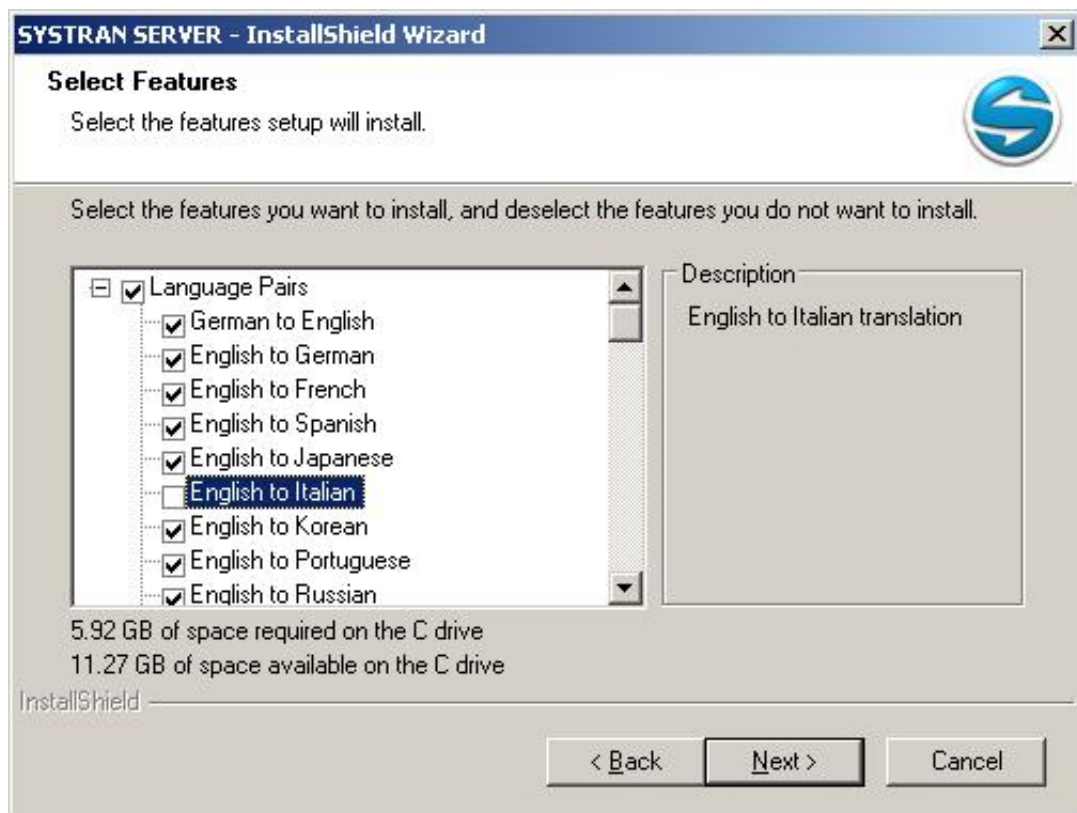 SYSTRAN SERVER - InstallShield Wizard
Select Features
Select the features setup will install.
Select the features you want to install, and deselect the features you do not want to install.
Language Pairs
German to English
English to German
English to French
English to Spanish
English to Japanese
English to Italian
English to Korean
English to Portuguese
English to Russian
Description
English to Italian translation
5.92 GB of space required on the C drive
11.27 GB of space available on the C drive
InstallShield
< Back
Next >
Cancel